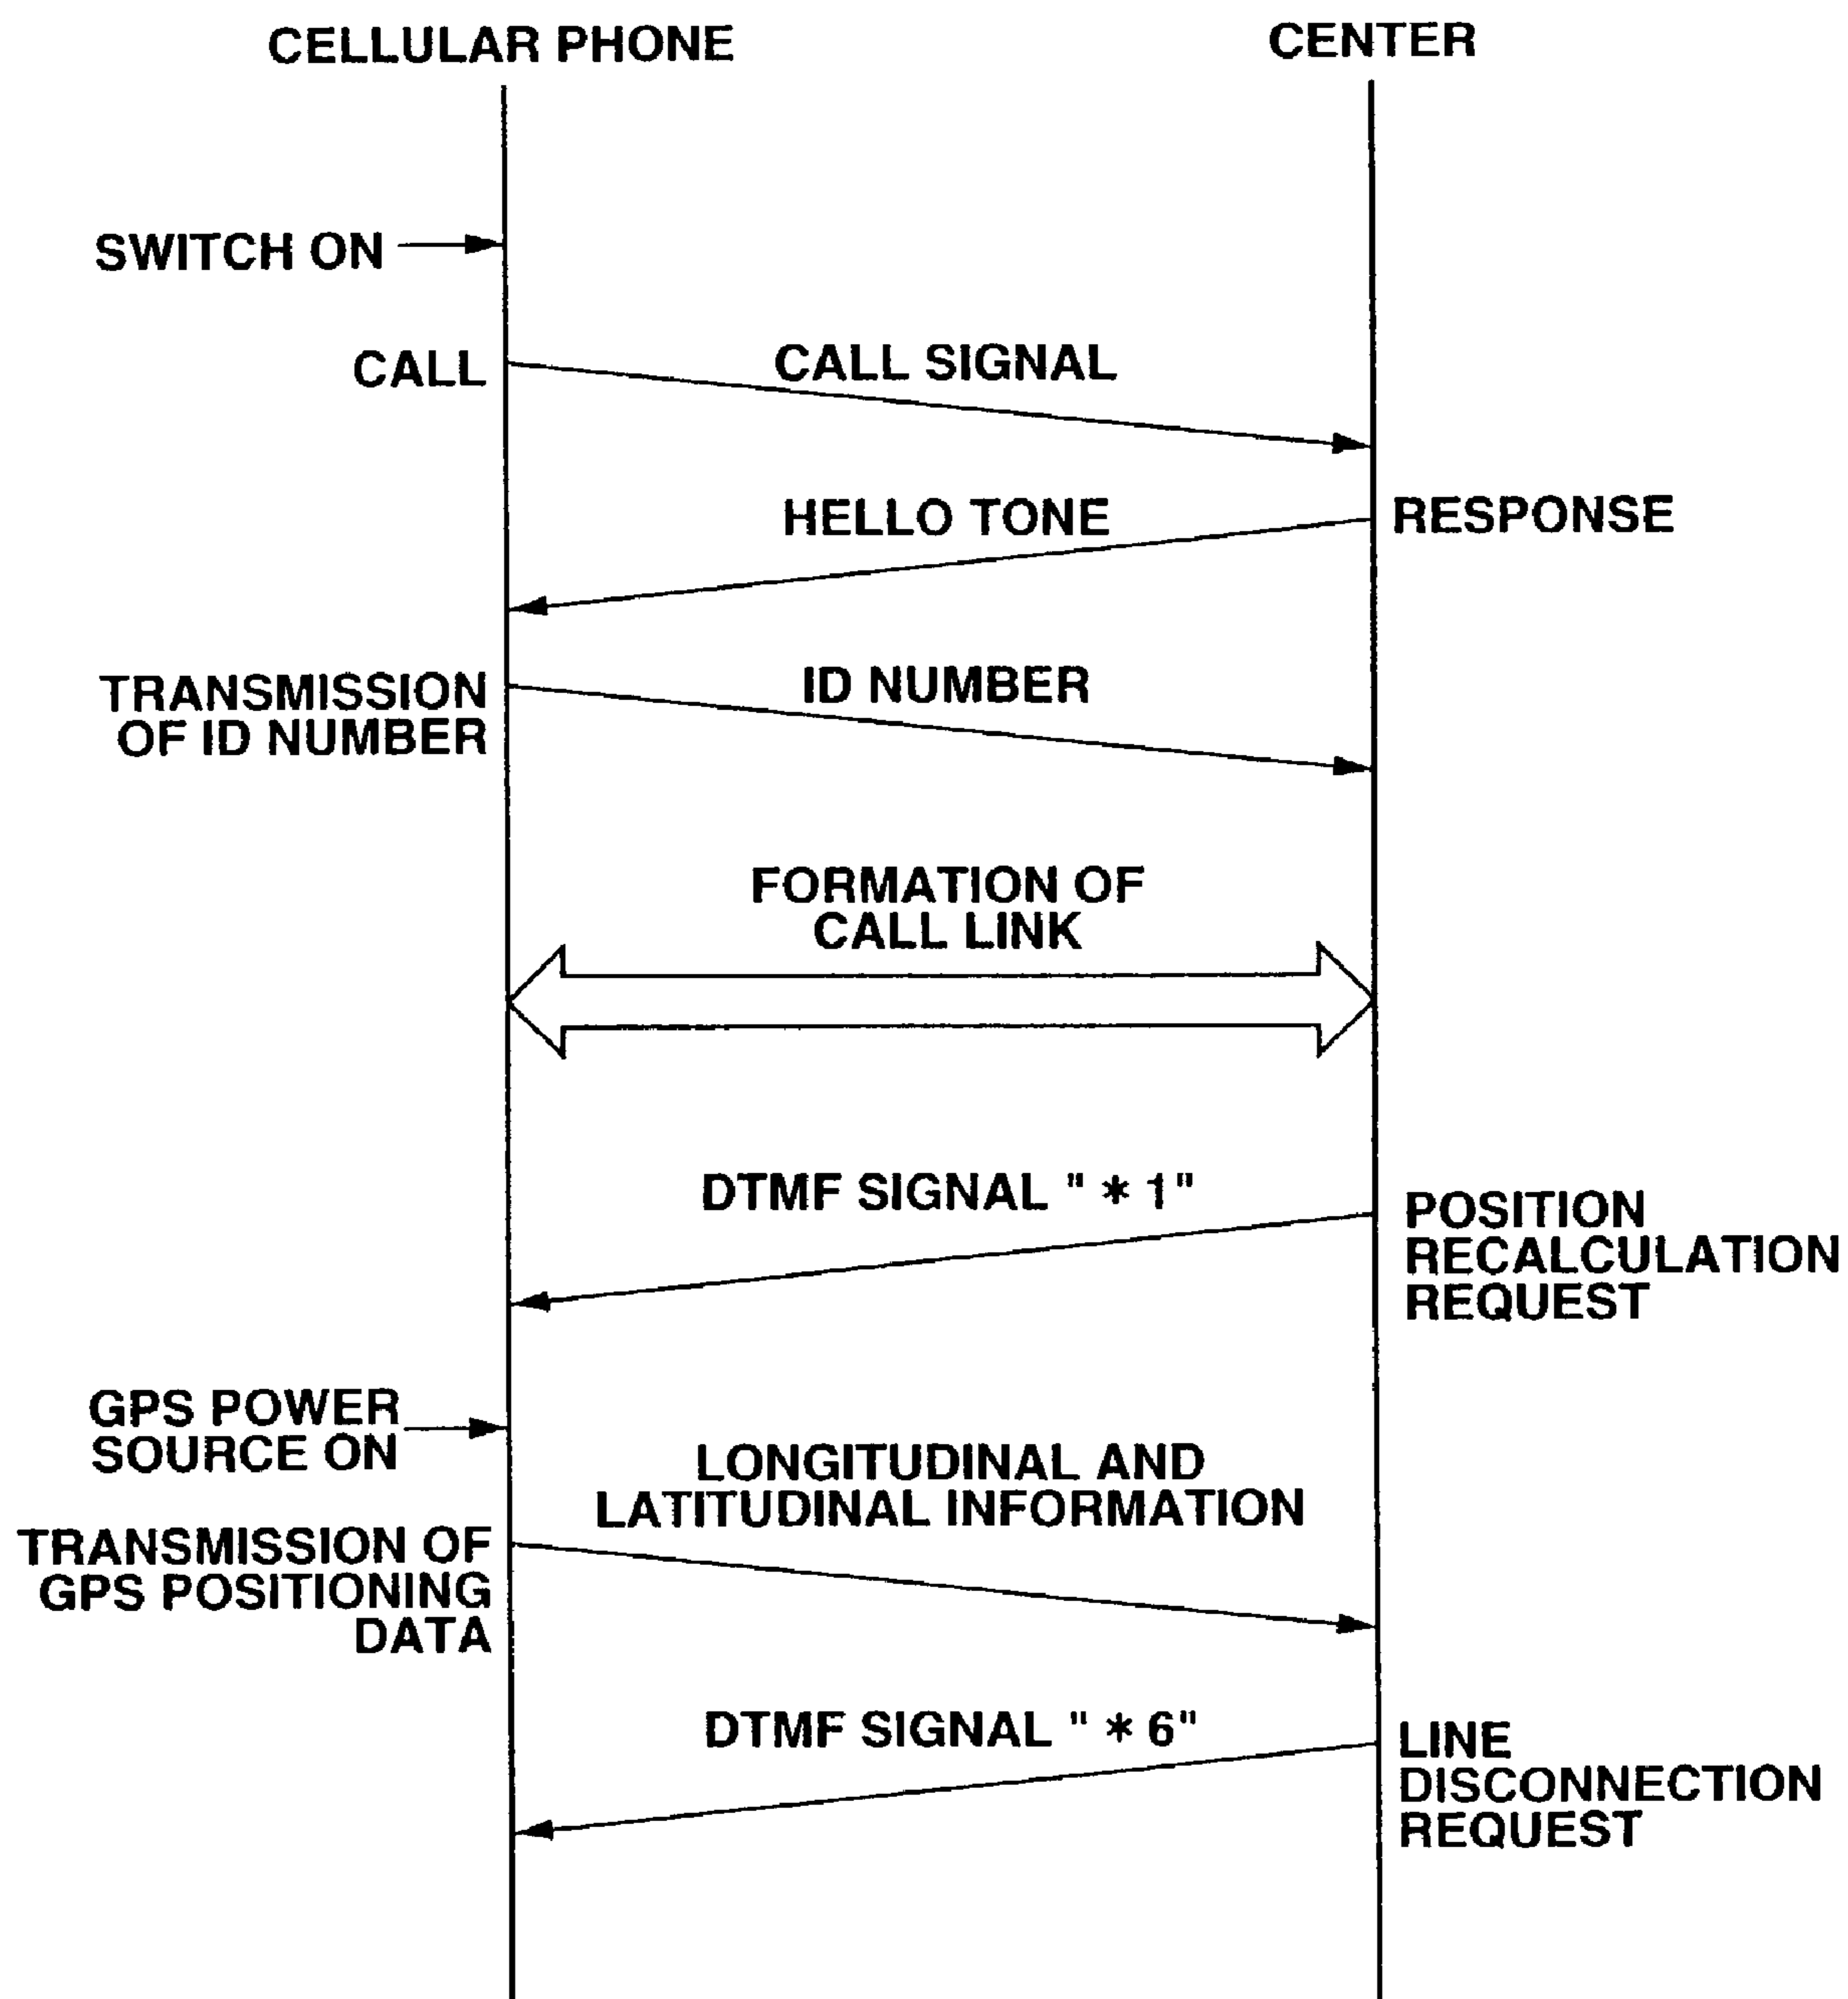 CELLULAR PHONE
CENTER
SWITCH ON
CALL
CALL SIGNAL
HELLO TONE
RESPONSE
TRANSMISSION
OF ID NUMBER
ID NUMBER
FORMATION OF
CALL LINK
DTMF SIGNAL " * 1"
POSITION
RECALCULATION
REQUEST
GPS POWER
SOURCE ON
LONGITUDINAL AND
LATITUDINAL INFORMATION
TRANSMISSION OF
GPS POSITIONING
DATA
DTMF SIGNAL " * 6"
LINE
DISCONNECTION
REQUEST